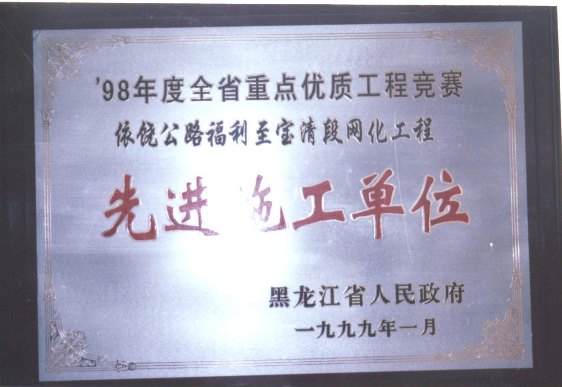 '98年度全省重点优质工程竞赛
依饶公路福利至宝清段网化工程
先进施工单位
黑龙江省人民政府
一九九九年一月